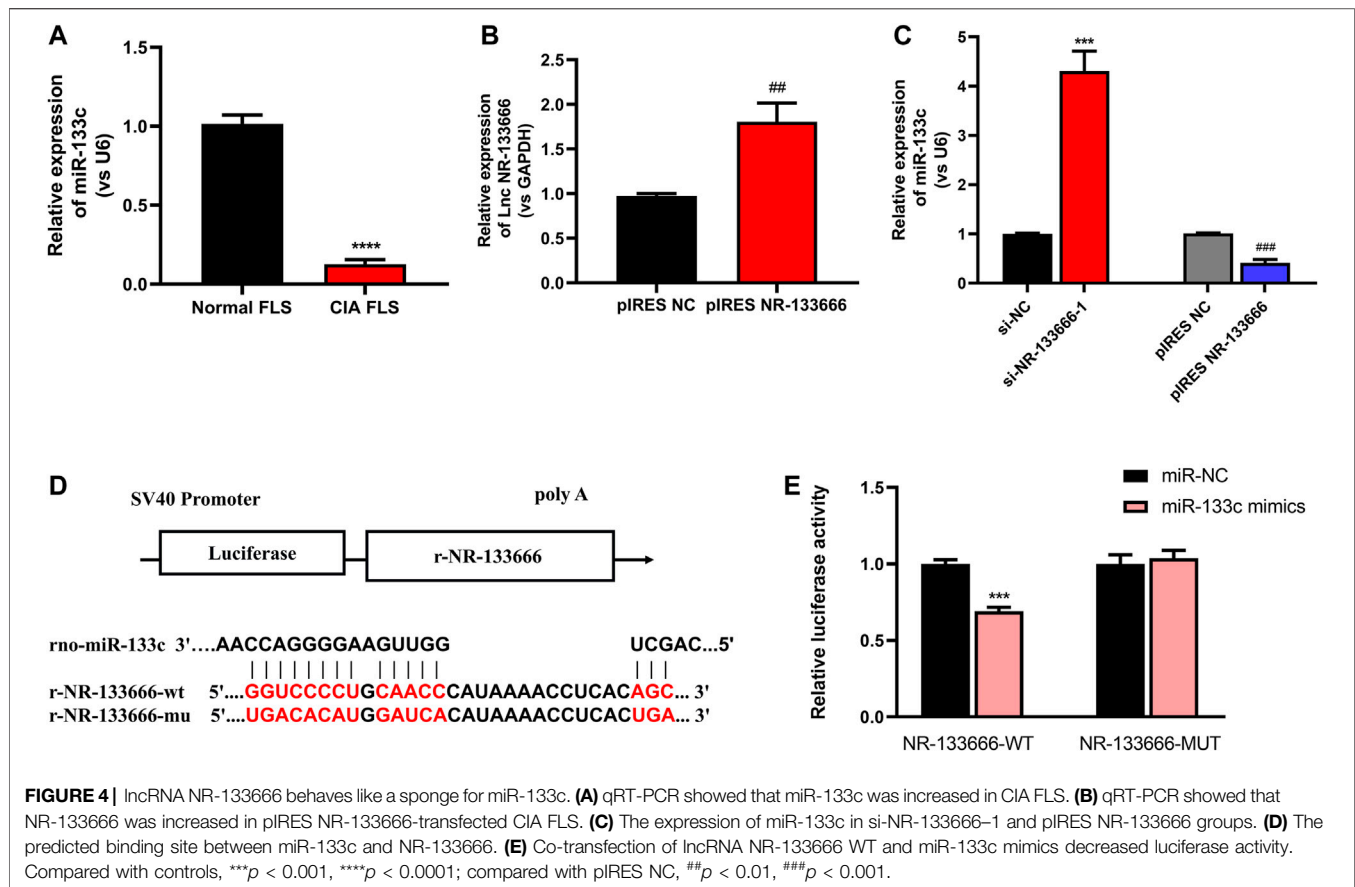 A
Relative expression
of miR-133c
(vs U6)
1.5
1.0
0.5
0.0
****
Normal FLS
CIA FLS
B
Relative expression
of Lnc NR-133666
(vs GAPDH)
2.5
2.0
1.5
1.0
0.5
0.0
##
pIRES NC
pIRES NR-133666
C
Relative expression
of miR-133c
(vs U6)
5
4
3
2
1
0
***
###
si-NC
si-NR-133666-1
pIRES NC
pIRES NR-133666
D
SV40 Promoter
poly A
Luciferase
r-NR-133666
rno-miR-133c 3'....AACCAGGGGAAGUUGG UCGAC...5'
r-NR-133666-wt 5'....GGUCCCCUGCAACCCAUAAAACCUCACAGC... 3'
r-NR-133666-mu 5'....UGACACAUGGAUCACAUAAAACCUCACUGA... 3'
E
miR-NC
miR-133c mimics
Relative luciferase activity
1.5
1.0
0.5
0.0
***
NR-133666-WT
NR-133666-MUT
FIGURE 4 | lncRNA NR-133666 behaves like a sponge for miR-133c. (A) qRT-PCR showed that miR-133c was increased in CIA FLS. (B) qRT-PCR showed that
NR-133666 was increased in pIRES NR-133666-transfected CIA FLS. (C) The expression of miR-133c in si-NR-133666–1 and pIRES NR-133666 groups. (D) The
predicted binding site between miR-133c and NR-133666. (E) Co-transfection of lncRNA NR-133666 WT and miR-133c mimics decreased luciferase activity.
Compared with controls, ***p < 0.001, ****p < 0.0001; compared with pIRES NC, ##p < 0.01, ###p < 0.001.